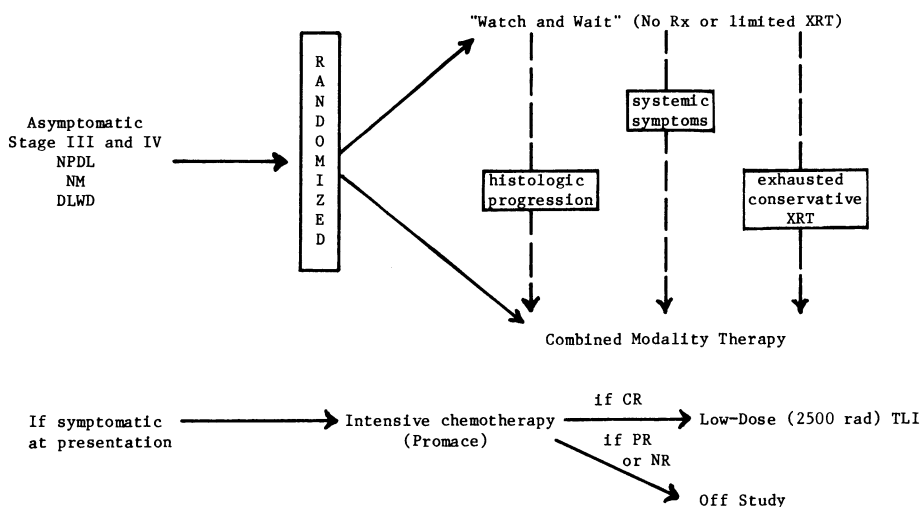 "Watch and Wait" (No Rx or limited XRT)
RANDOMIZED
Asymptomatic
Stage III and IV
NPDL
NM
DLWD
systemic
symptoms
histologic
progression
exhausted
conservative
XRT
Combined Modality Therapy
If symptomatic
at presentation
Intensive chemotherapy
(Promace)
if CR
Low-Dose (2500 rad) TLI
if PR
or NR
Off Study